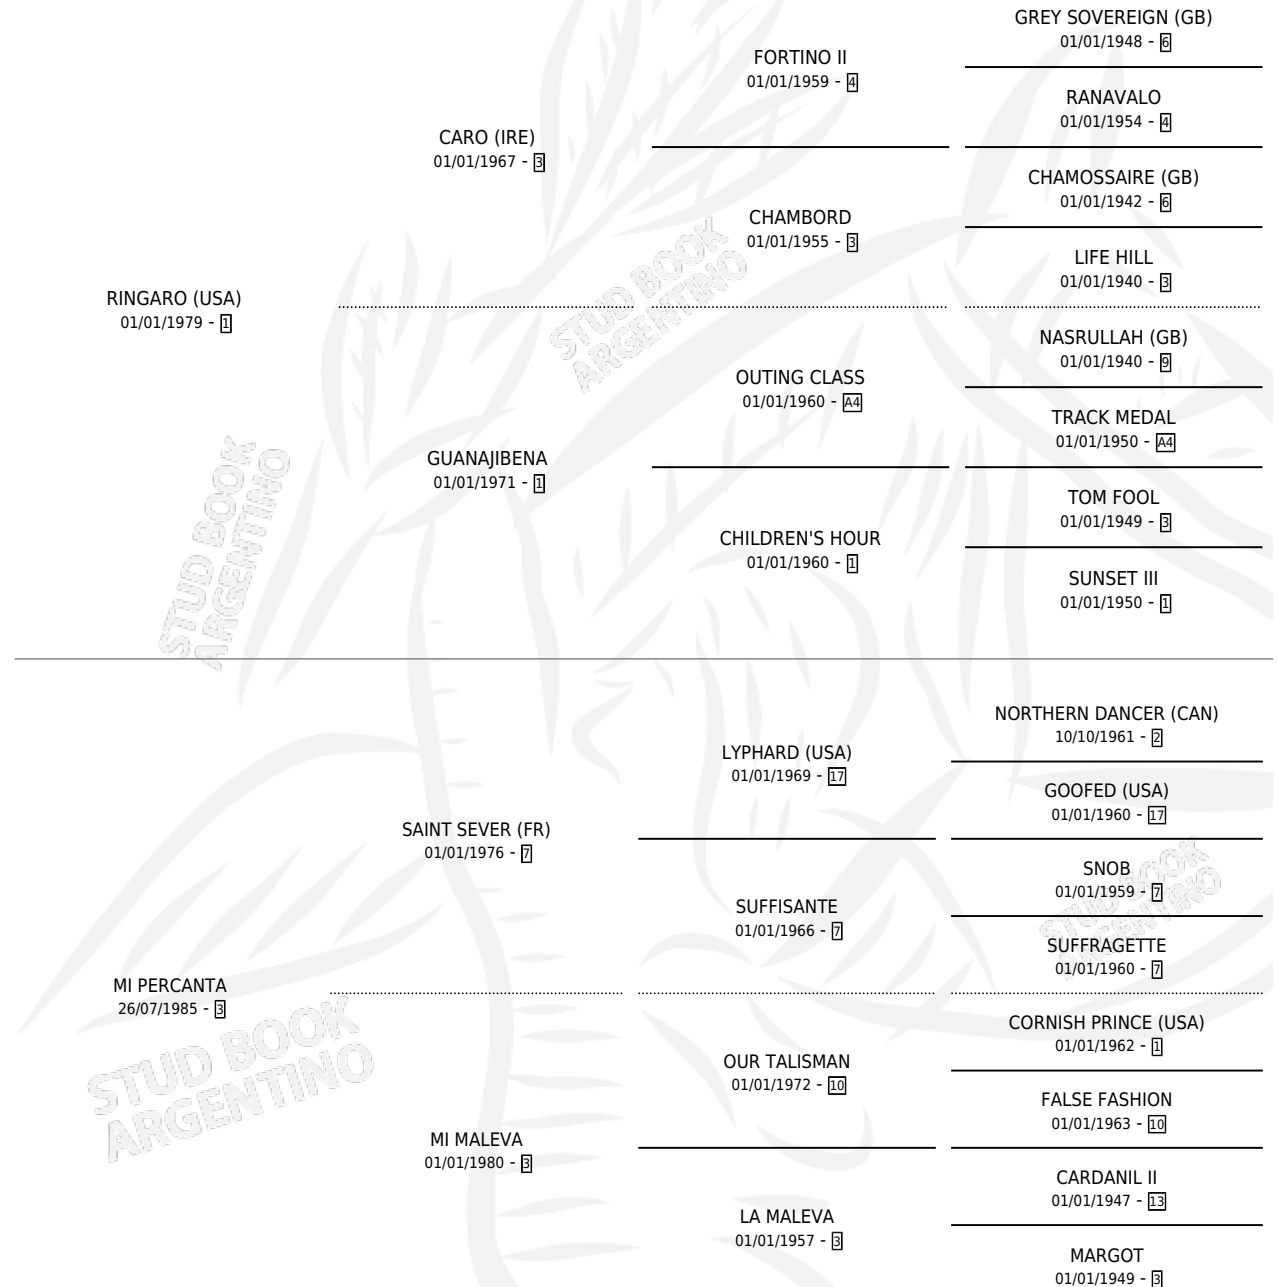 GREY SOVEREIGN (GB)
01/01/1948 - 6
FORTINO II
01/01/1959 - 4
RANAVALO
01/01/1954 - 4
CARO (IRE)
01/01/1967 - 3
CHAMOSSAIRE (GB)
01/01/1942 - 6
CHAMBORD
01/01/1955 - 3
LIFE HILL
01/01/1940 - 3
RINGARO (USA)
01/01/1979 - 1
NASRULLAH (GB)
01/01/1940 - 9
OUTING CLASS
01/01/1960 - A4
TRACK MEDAL
01/01/1950 - A4
GUANAJIBENA
01/01/1971 - 1
TOM FOOL
01/01/1949 - 3
CHILDREN'S HOUR
01/01/1960 - 1
SUNSET III
01/01/1950 - 1
NORTHERN DANCER (CAN)
10/10/1961 - 2
LYPHARD (USA)
01/01/1969 - 17
GOOFED (USA)
01/01/1960 - 17
SAINT SEVER (FR)
01/01/1976 - 7
SNOB
01/01/1959 - 7
SUFFISANTE
01/01/1966 - 7
SUFFRAGETTE
01/01/1960 - 7
MI PERCANTA
26/07/1985 - 3
CORNISH PRINCE (USA)
01/01/1962 - 1
OUR TALISMAN
01/01/1972 - 10
FALSE FASHION
01/01/1963 - 10
MI MALEVA
01/01/1980 - 3
CARDANIL II
01/01/1947 - 13
LA MALEVA
01/01/1957 - 3
MARGOT
01/01/1949 - 3
STUD BOOK
ARGENTINO
STUD BOOK
ARGENTINO
STUD BOOK
ARGENTINO
STUD BOOK
ARGENTINO